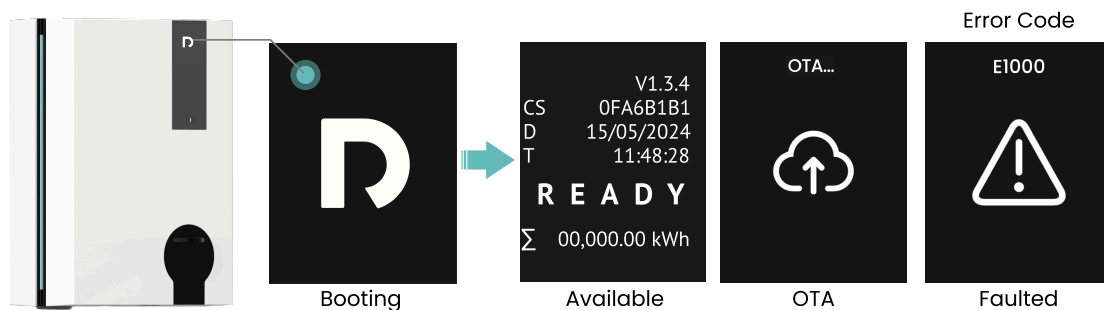 Error Code
V1.3.4
CS 0FA6B1B1
D 15/05/2024
T 11:48:28
READY
∑ 00,000.00 kWh
OTA...
E1000
Booting
Available
OTA
Faulted